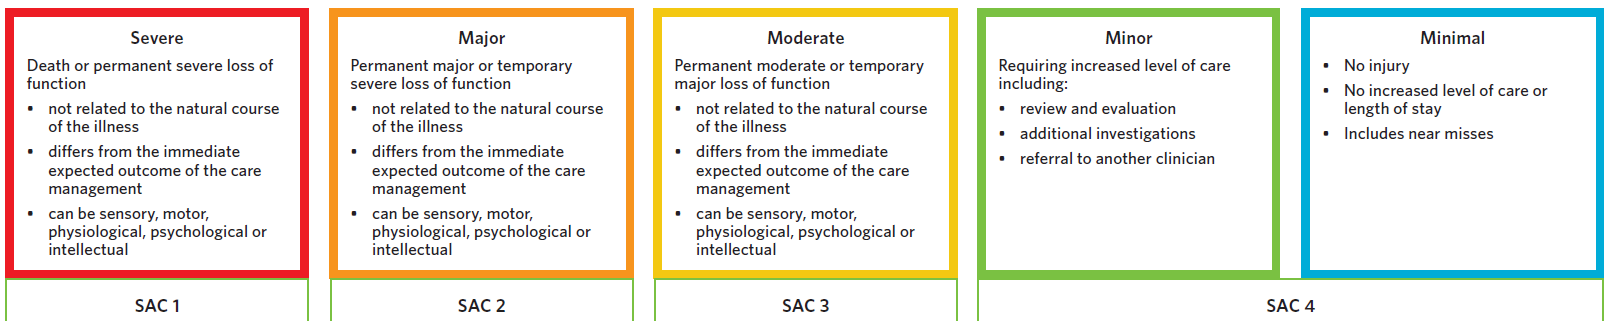 Severe
Death or permanent severe loss of
function
• not related to the natural course
of the illness
• differs from the immediate
expected outcome of the care
management
• can be sensory, motor,
physiological, psychological or
intellectual
SAC 1
Major
Permanent major or temporary
severe loss of function
• not related to the natural course
of the illness
• differs from the immediate
expected outcome of the care
management
• can be sensory, motor,
physiological, psychological or
intellectual
SAC 2
Moderate
Permanent moderate or temporary
major loss of function
• not related to the natural course
of the illness
• differs from the immediate
expected outcome of the care
management
• can be sensory, motor,
physiological, psychological or
intellectual
SAC 3
Minor
Requiring increased level of care
including:
• review and evaluation
• additional investigations
• referral to another clinician
Minimal
• No injury
• No increased level of care or
length of stay
• Includes near misses
SAC 4